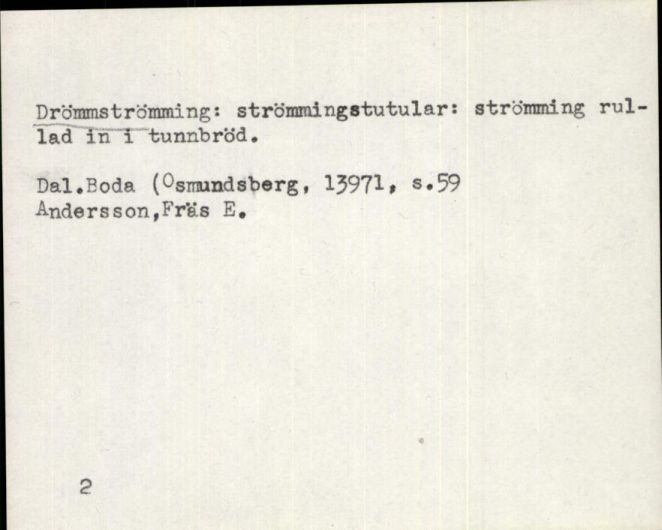 Drömmströmming: strömmingstutular: strömming rul-
lad in i tunnbröd.
Dal.Boda (Osmundsberg, 13971, s.59
Andersson,Fräs E.
2